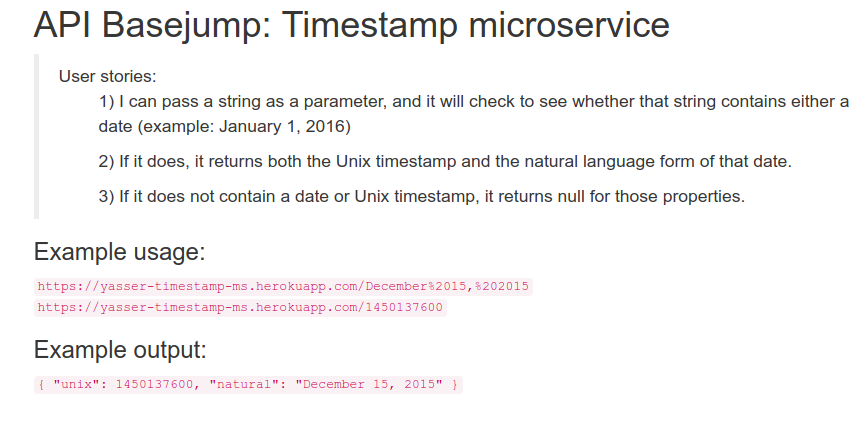 API Basejump: Timestamp microservice
User stories:
1) I can pass a string as a parameter, and it will check to see whether that string contains either a
date (example: January 1, 2016)
2) If it does, it returns both the Unix timestamp and the natural language form of that date.
3) If it does not contain a date or Unix timestamp, it returns null for those properties.
Example usage:
https://yasser-timestamp-ms.herokuapp.com/December%2015,%202015
https://yasser-timestamp-ms.herokuapp.com/1450137600
Example output:
{ "unix": 1450137600, "natural": "December 15, 2015" }